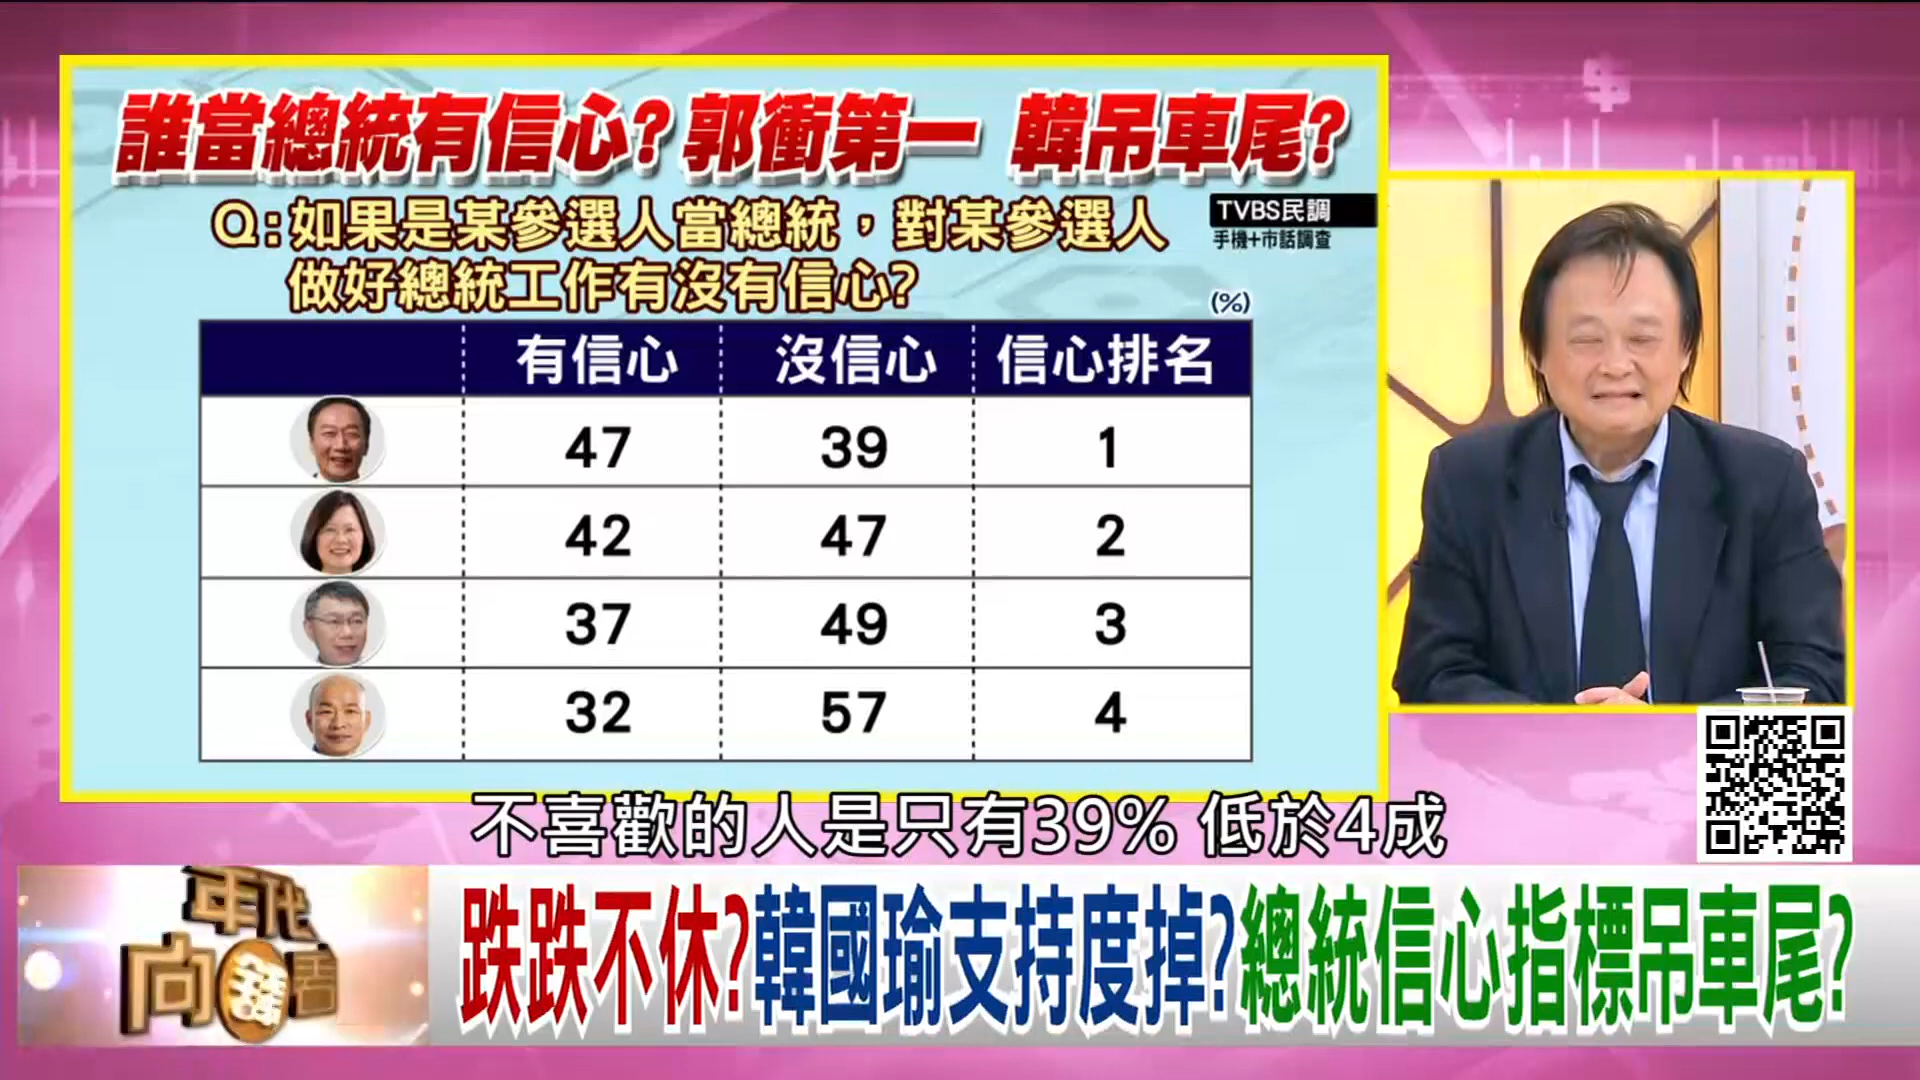 誰當總統有信心?郭衝第一 韓吊車尾?
Q:如果是某參選人當總統,對某參選人
做好總統工作有沒有信心?
TVBS民調
手機+市話調查
(%)
有信心 沒信心 信心排名
47 39 1
42 47 2
37 49 3
32 57 4
不喜歡的人是只有39% 低於4成
年代
向錢看
跌跌不休?韓國瑜支持度掉?總統信心指標吊車尾?